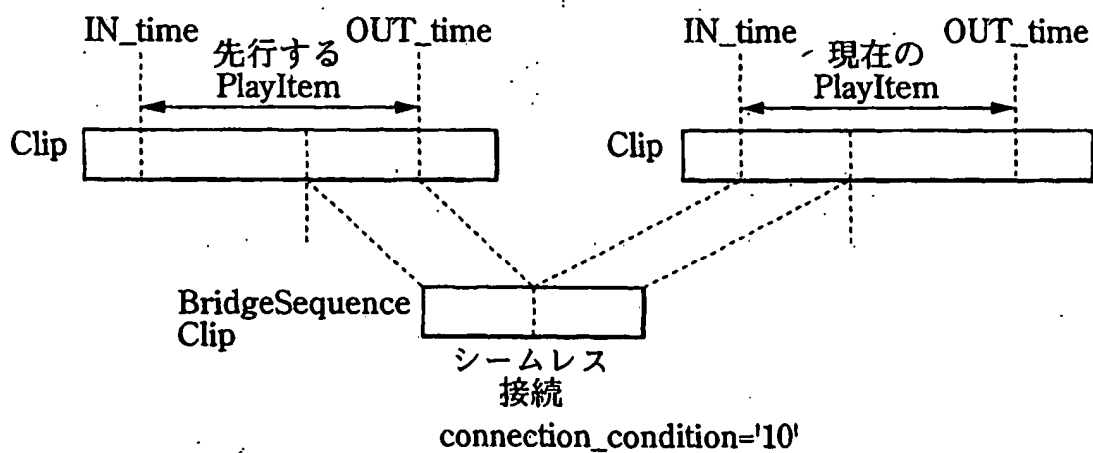 IN_time
OUT_time
先行する
PlayItem
Clip
IN_time
OUT_time
現在の
PlayItem
Clip
BridgeSequence
Clip
シームレス
接続
connection_condition='10'